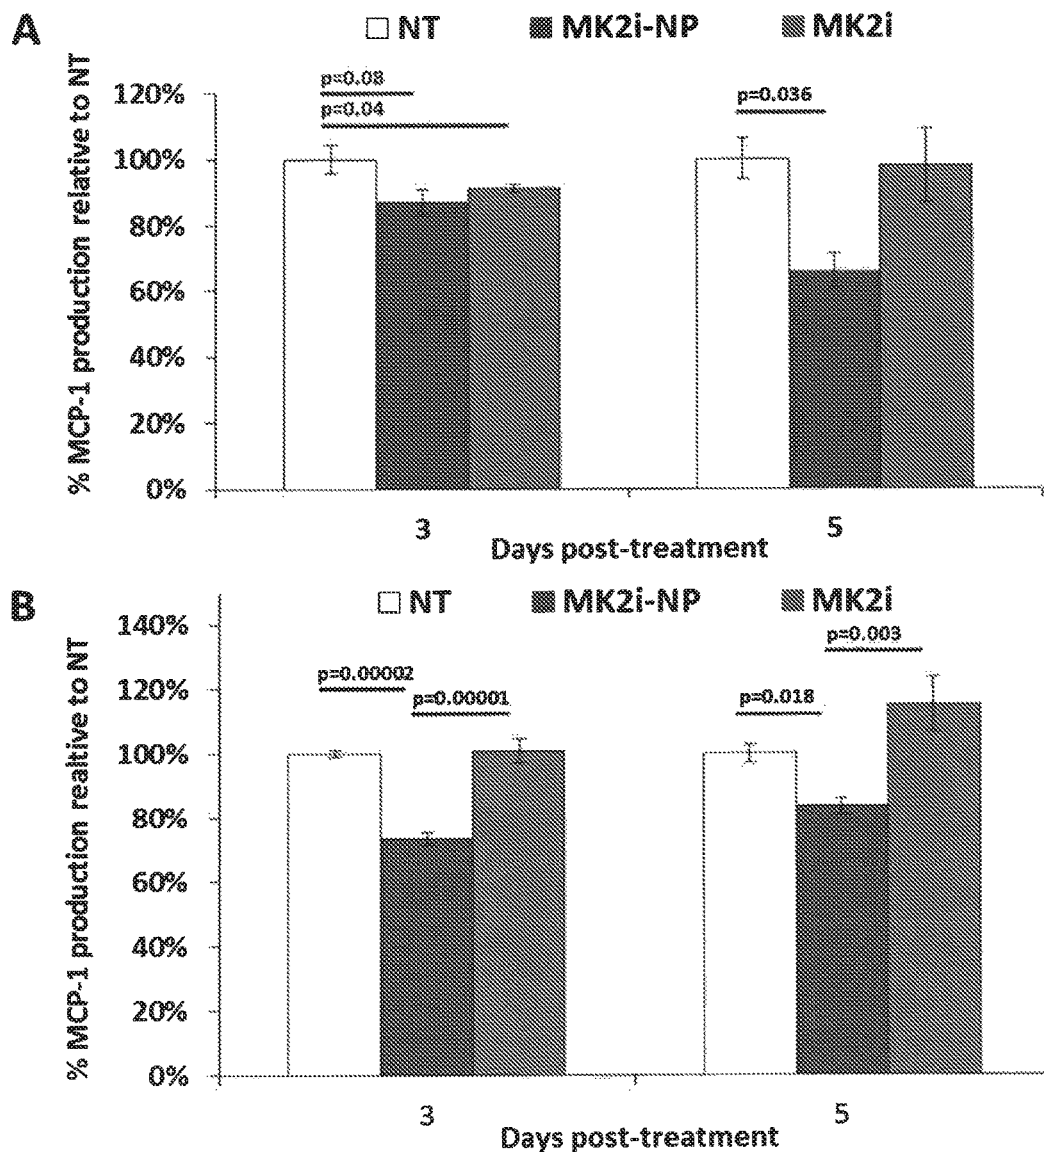 A
NT MK2i-NP MK2i
% MCP-1 production relative to NT
120%
100%
80%
60%
40%
20%
0%
p=0.08
p=0.04
p=0.036
3 5
Days post-treatment
B
NT MK2i-NP MK2i
% MCP-1 production realtive to NT
140%
120%
100%
80%
60%
40%
20%
0%
p=0.00002
p=0.00001
p=0.018
p=0.003
3 5
Days post-treatment